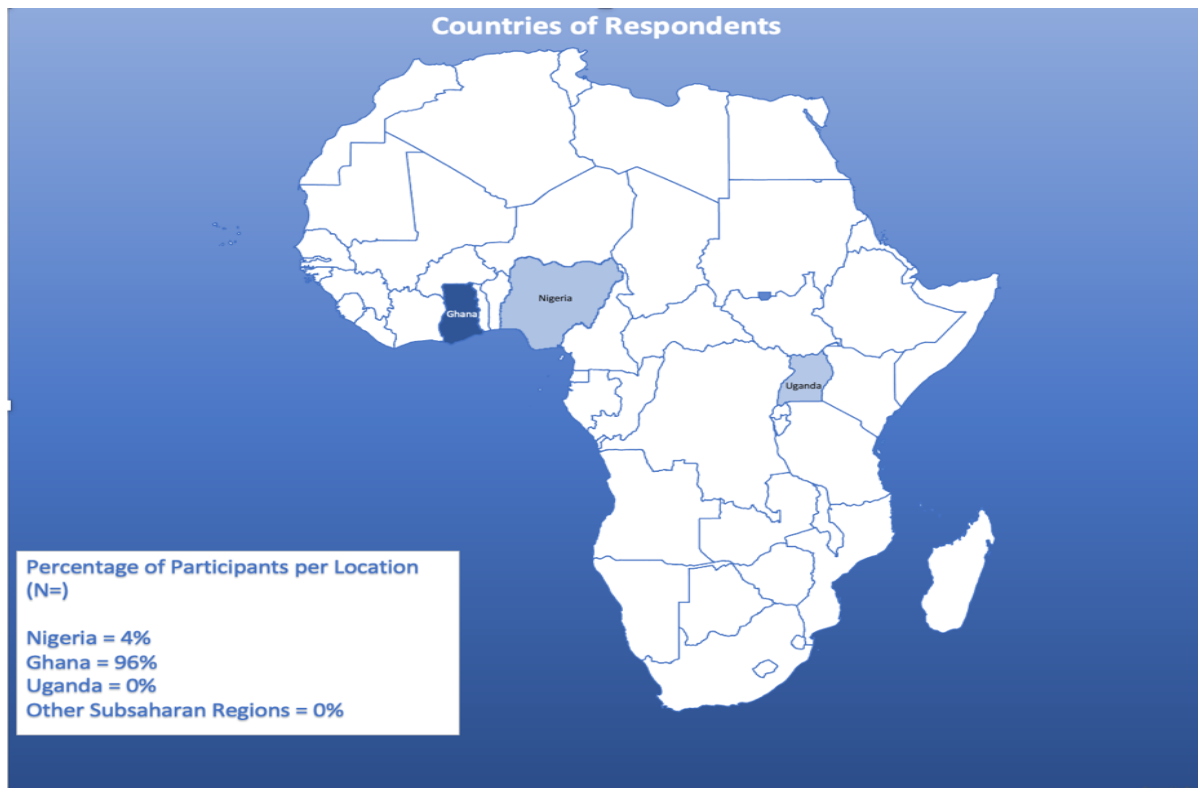 Countries of Respondents
Nigeria
Ghana
Uganda
Percentage of Participants per Location
(N=)
Nigeria = 4%
Ghana = 96%
Uganda = 0%
Other Subsaharan Regions = 0%